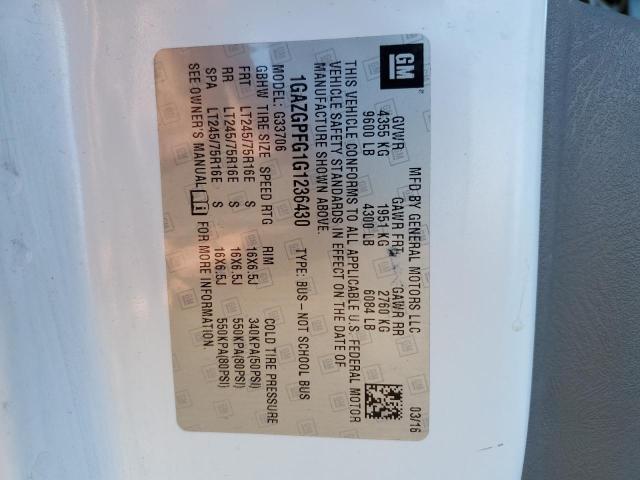 GM
MFD BY GENERAL MOTORS LLC 03/16
GVWR GAWR FRT GAWR RR
4355 KG 1951 KG 2760 KG
9600 LB 4300 LB 6084 LB
THIS VEHICLE CONFORMS TO ALL APPLICABLE U.S. FEDERAL MOTOR
VEHICLE SAFETY STANDARDS IN EFFECT ON THE DATE OF
MANUFACTURE SHOWN ABOVE.
1GAZGPFG1G1236430 TYPE: BUS – NOT SCHOOL BUS
MODEL: G33706
GBHW TIRE SIZE SPEED RTG RIM COLD TIRE PRESSURE
FRT LT245/75R16E S 16X6.5J 340KPA(50PSI)
RR LT245/75R16E S 16X6.5J 550KPA(80PSI)
SPA LT245/75R16E S 16X6.5J 550KPA(80PSI)
SEE OWNER'S MANUAL FOR MORE INFORMATION.